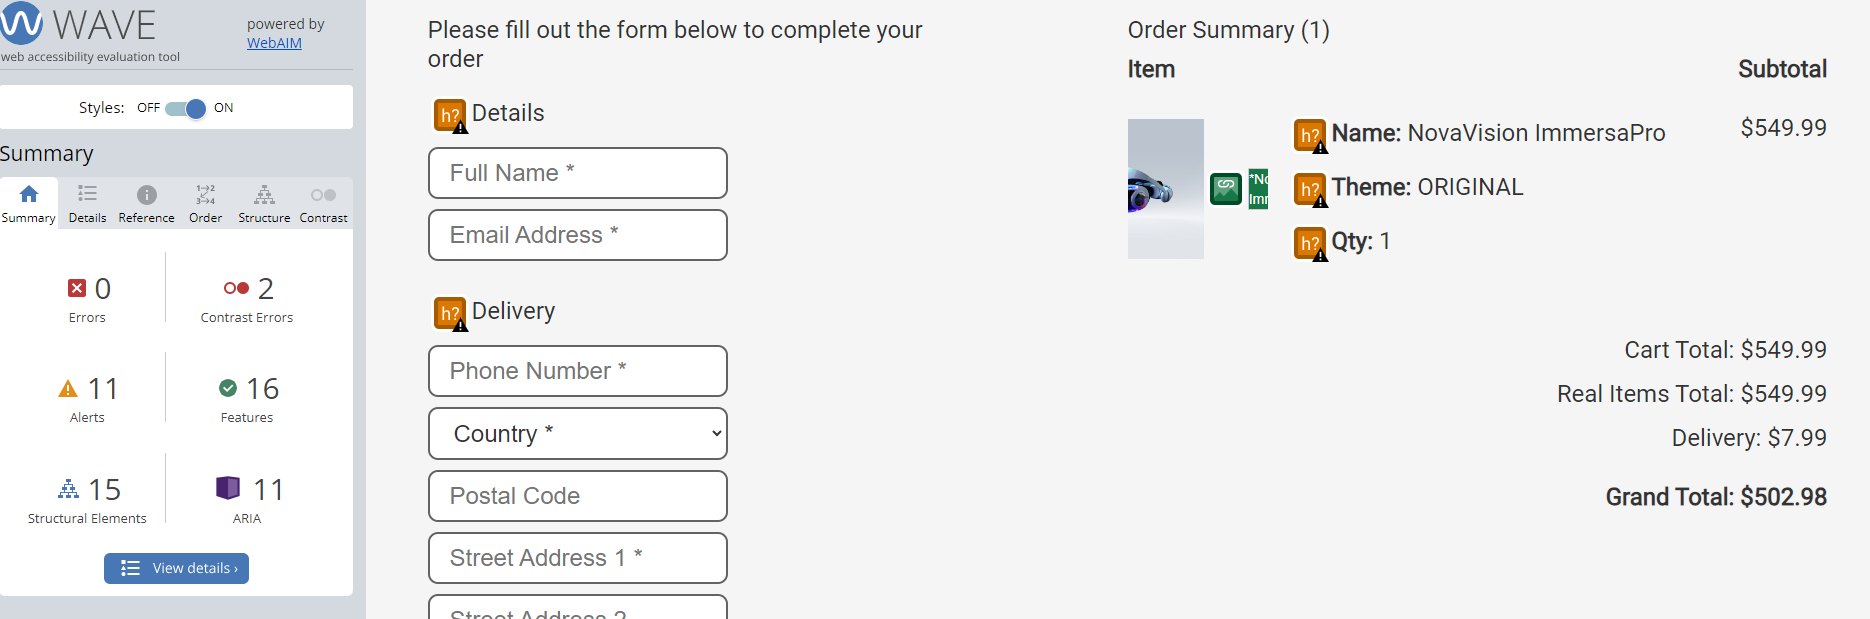 WAVE
web accessibility evaluation tool
powered by
WebAIM
Styles: OFF ON
Summary
Summary Details Reference Order Structure Contrast
0
Errors
2
Contrast Errors
11
Alerts
16
Features
15
Structural Elements
11
ARIA
View details ›
Please fill out the form below to complete your
order
h? Details
Full Name *
Email Address *
h? Delivery
Phone Number *
Country *
Postal Code
Street Address 1 *
Street Address 2
Order Summary (1)
Item Subtotal
h? Name: NovaVision ImmersaPro $549.99
h? Theme: ORIGINAL
h? Qty: 1
Cart Total: $549.99
Real Items Total: $549.99
Delivery: $7.99
Grand Total: $502.98